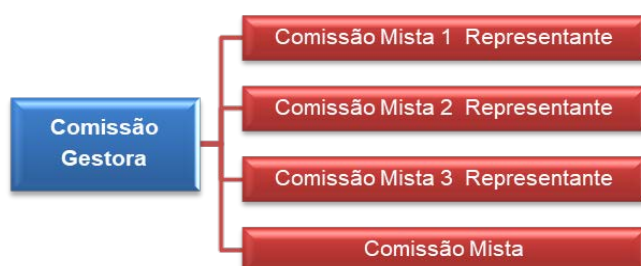 Comissão Mista 1 Representante
Comissão Mista 2 Representante
Comissão
Gestora
Comissão Mista 3 Representante
Comissão Mista